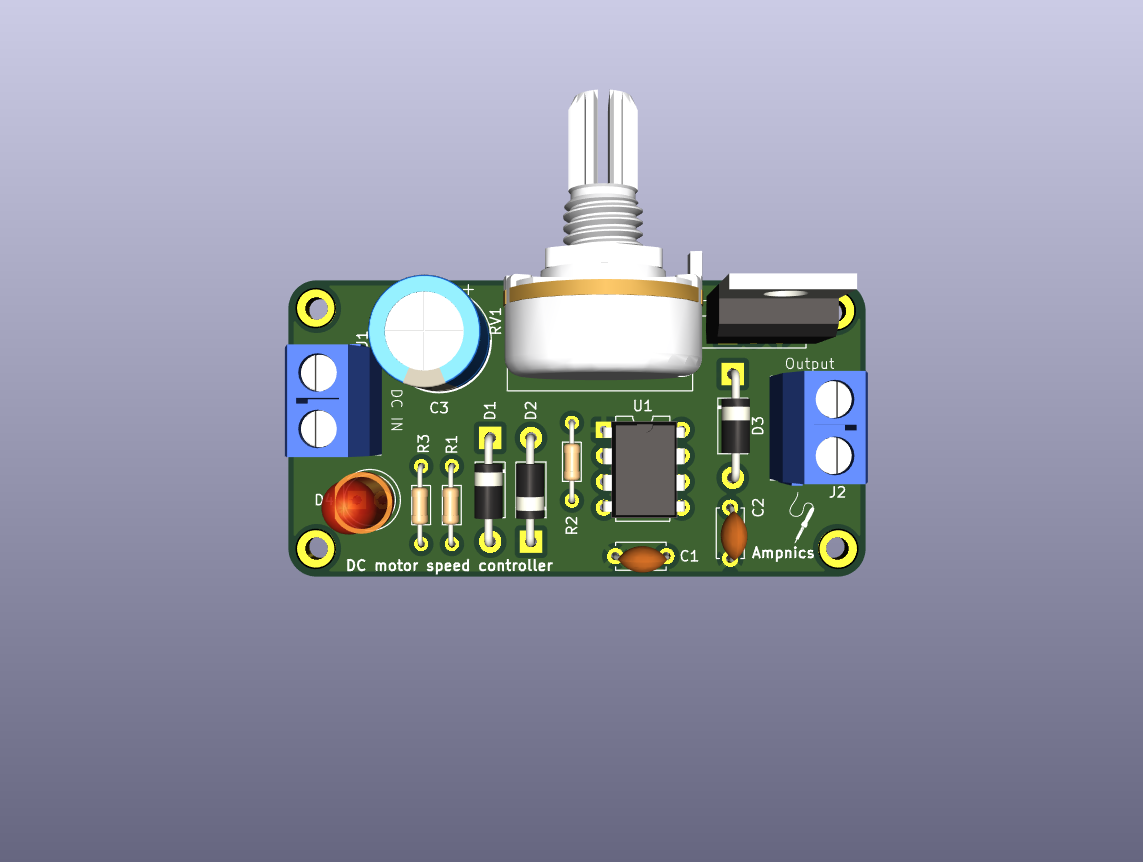 +
J1
RV1
Output
DC IN
C3
D1
D2
U1
D3
R3
R1
R2
J2
C2
C1
Ampnics
DC motor speed controller